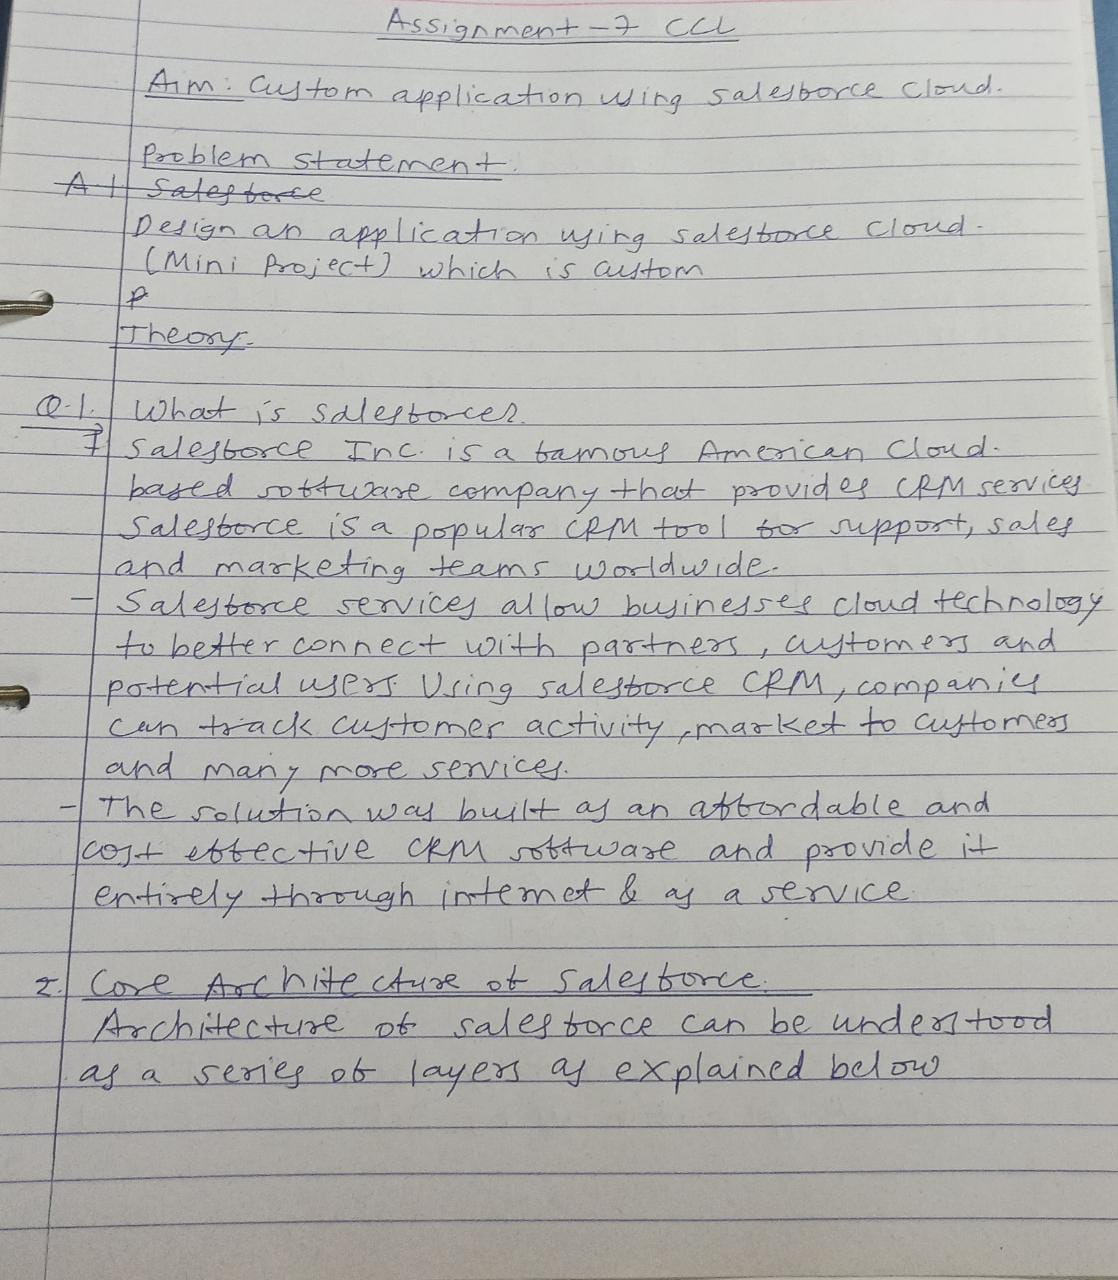 Assignment-7 CCL
Aim: Custom application using salesforce cloud.
Problem statement.
A 1 Salesforce
Design an application using salesforce cloud.
(Mini Project) which is custom
P
Theory.
Q.1. What is salesforce?
→ Salesforce Inc. is a famous American Cloud.
based software company that provides CRM services
Salesforce is a popular CRM tool for support, sales
and marketing teams worldwide.
- Salesforce services allow businesses cloud technology
to better connect with partners, customers and
potential users. Using salesforce CRM, companies
can track customer activity, market to customers
and many more services.
- The solution was built as an affordable and
cost effective CRM software and provide it
entirely through internet & as a service.
2. Core Architecture of Salesforce.
Architecture of salesforce can be understood
as a series of layers as explained below